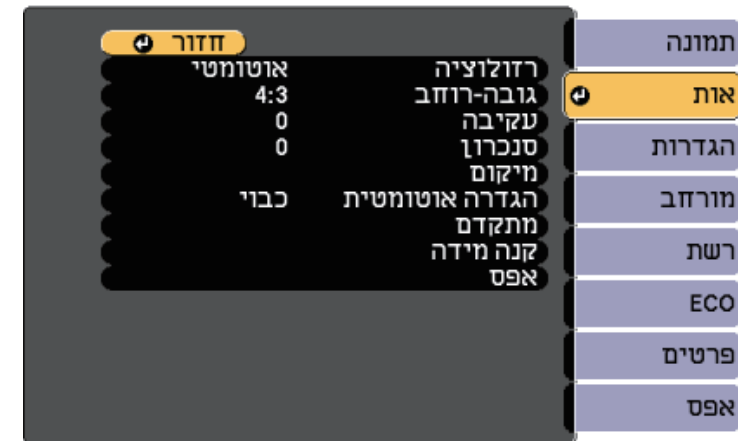 תמונה
אות
הגדרות
מורחב
רשת
ECO
פרטים
אפס
חזור
רזולוציה אוטומטי
גובה-רוחב 4:3
עקיבה 0
סנכרון 0
מיקום
הגדרה אוטומטית כבוי
מתקדם
קנה מידה
אפס